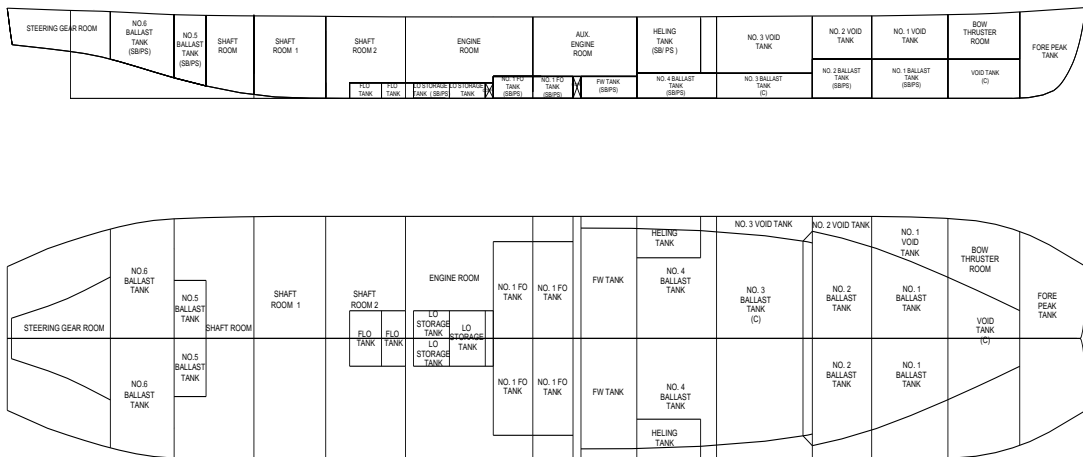 STEERING GEAR ROOM
NO.6
BALLAST
TANK
(SB/PS)
NO.5
BALLAST
TANK
(SB/PS)
SHAFT
ROOM
SHAFT
ROOM 1
SHAFT
ROOM 2
ENGINE
ROOM
AUX.
ENGINE
ROOM
HELING
TANK
(SB/ PS )
NO. 3 VOID
TANK
NO. 2 VOID
TANK
NO. 1 VOID
TANK
BOW
THRUSTER
ROOM
FORE PEAK
TANK
FLO
TANK
FLO
TANK
LO STORAGE
TANK ( SB/PS
LO STORAGE
TANK
NO. 1 FO
TANK
(SB/PS)
NO. 1 FO
TANK
(SB/PS)
FW TANK
(SB/PS)
NO. 4 BALLAST
TANK
(SB/PS)
NO. 3 BALLAST
TANK
(C)
NO. 2 BALLAST
TANK
(SB/PS)
NO. 1 BALLAST
TANK
(SB/PS)
VOID TANK
(C)
STEERING GEAR ROOM
NO.6
BALLAST
TANK
NO.6
BALLAST
TANK
NO.5
BALLAST
TANK
NO.5
BALLAST
TANK
SHAFT ROOM
SHAFT
ROOM 1
SHAFT
ROOM 2
FLO
TANK
FLO
TANK
ENGINE ROOM
LO
STORAGE
TANK
LO
STORAGE
TANK
LO
STORAGE
TANK
NO. 1 FO
TANK
NO. 1 FO
TANK
NO. 1 FO
TANK
NO. 1 FO
TANK
FW TANK
FW TANK
HELING
TANK
NO. 4
BALLAST
TANK
NO. 4
BALLAST
TANK
HELING
TANK
NO. 3 VOID TANK
NO. 3
BALLAST
TANK
(C)
NO. 2 VOID TANK
NO. 2
BALLAST
TANK
NO. 2
BALLAST
TANK
NO. 1
VOID
TANK
NO. 1
BALLAST
TANK
NO. 1
BALLAST
TANK
BOW
THRUSTER
ROOM
VOID
TANK
(C)
FORE
PEAK
TANK